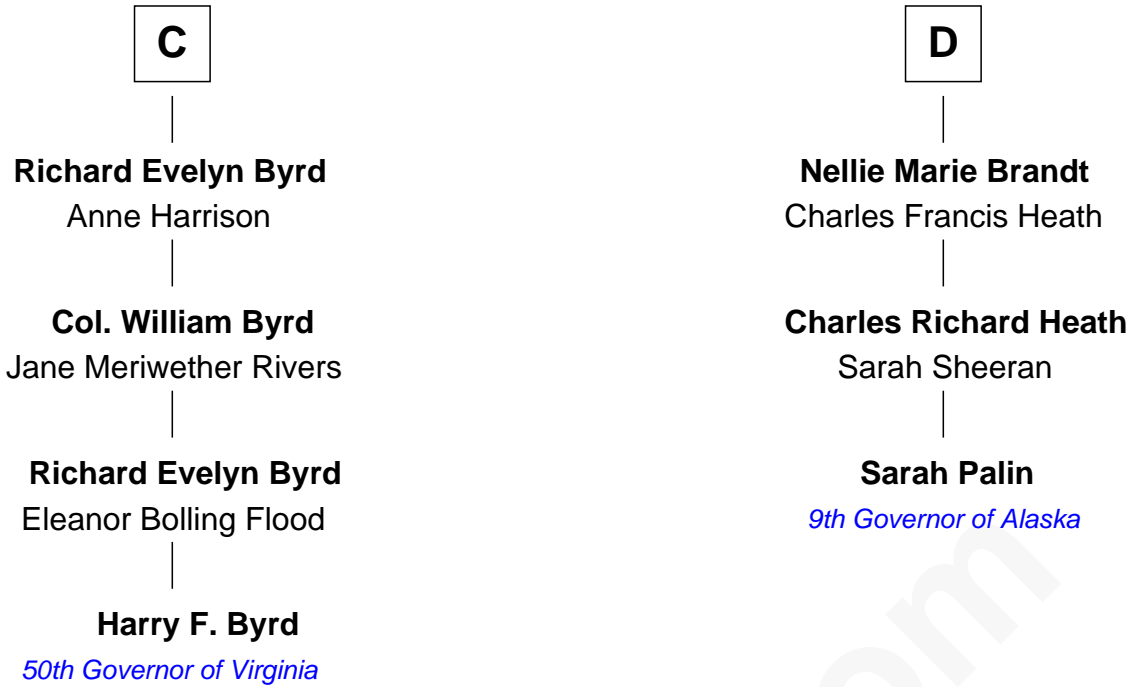 C
Richard Evelyn Byrd
Anne Harrison
Col. William Byrd
Jane Meriwether Rivers
Richard Evelyn Byrd
Eleanor Bolling Flood
Harry F. Byrd
50th Governor of Virginia
D
Nellie Marie Brandt
Charles Francis Heath
Charles Richard Heath
Sarah Sheeran
Sarah Palin
9th Governor of Alaska
om